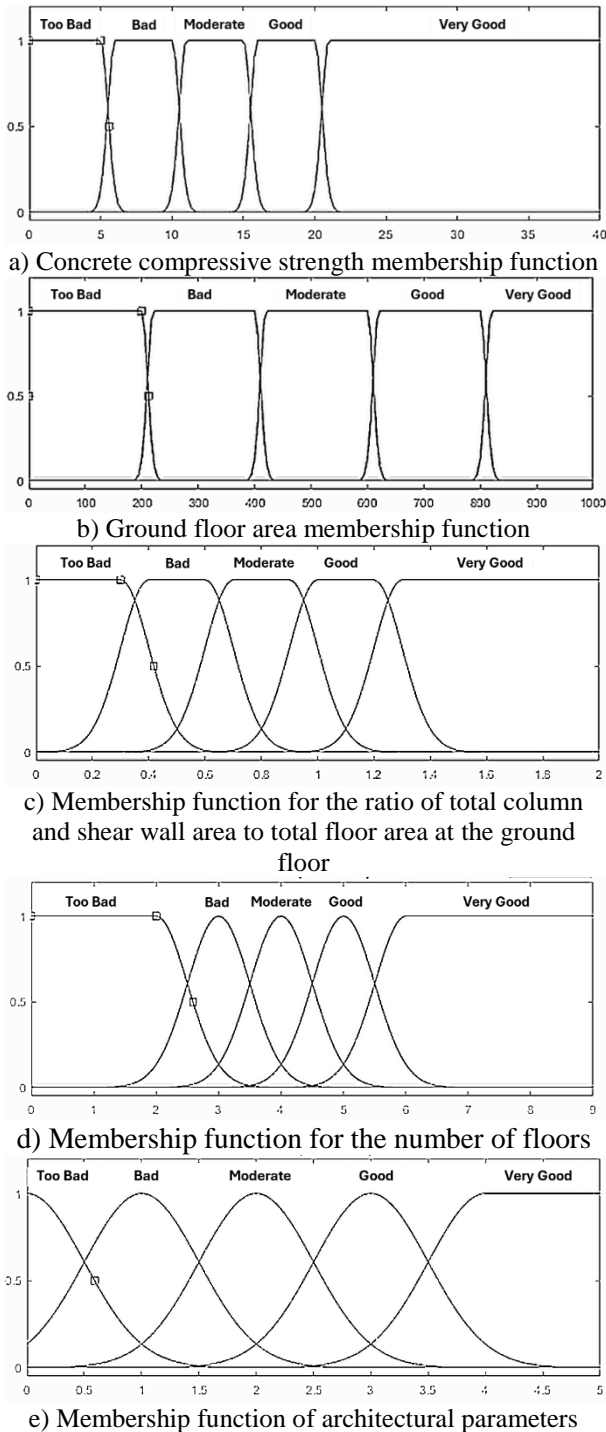 Too Bad Bad Moderate Good Very Good
1
0.5
0
0 5 10 15 20 25 30 35 40
a) Concrete compressive strength membership function
Too Bad Bad Moderate Good Very Good
1
0.5
0
0 100 200 300 400 500 600 700 800 900 1000
b) Ground floor area membership function
Too Bad Bad Moderate Good Very Good
1
0.5
0
0 0.2 0.4 0.6 0.8 1 1.2 1.4 1.6 1.8 2
c) Membership function for the ratio of total column
and shear wall area to total floor area at the ground
floor
Too Bad Bad Moderate Good Very Good
1
0.5
0
0 1 2 3 4 5 6 7 8 9
d) Membership function for the number of floors
Too Bad Bad Moderate Good Very Good
1
0.5
0
0 0.5 1 1.5 2 2.5 3 3.5 4 4.5 5
e) Membership function of architectural parameters